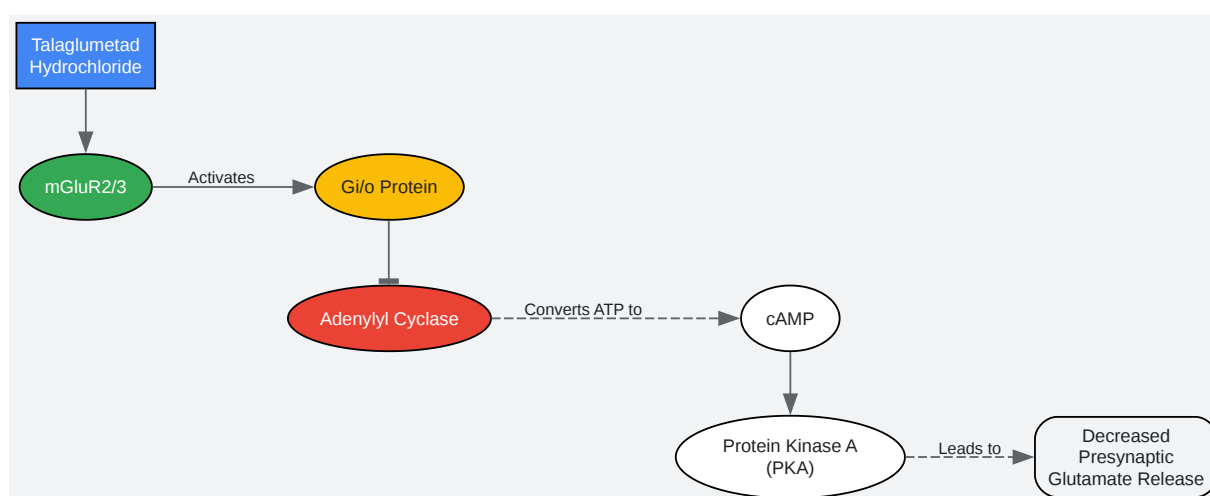 Talaglumetad
Hydrochloride
mGluR2/3
Activates
Gi/o Protein
Adenylyl Cyclase
Converts ATP to
cAMP
Protein Kinase A
(PKA)
Leads to
Decreased
Presynaptic
Glutamate Release